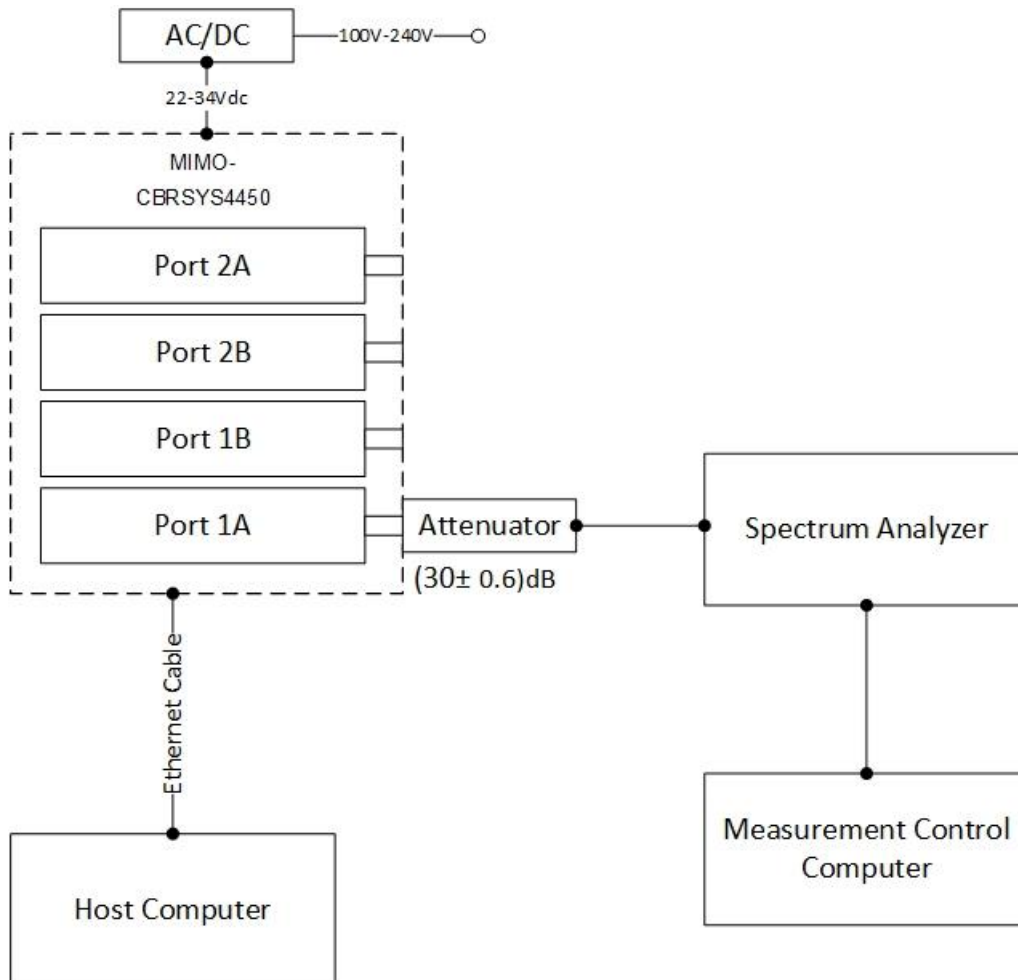 AC/DC
100V-240V
22-34Vdc
MIMO-
CBRSYS4450
Port 2A
Port 2B
Port 1B
Port 1A
Attenuator
(30± 0.6)dB
Spectrum Analyzer
Ethernet Cable
Measurement Control
Computer
Host Computer